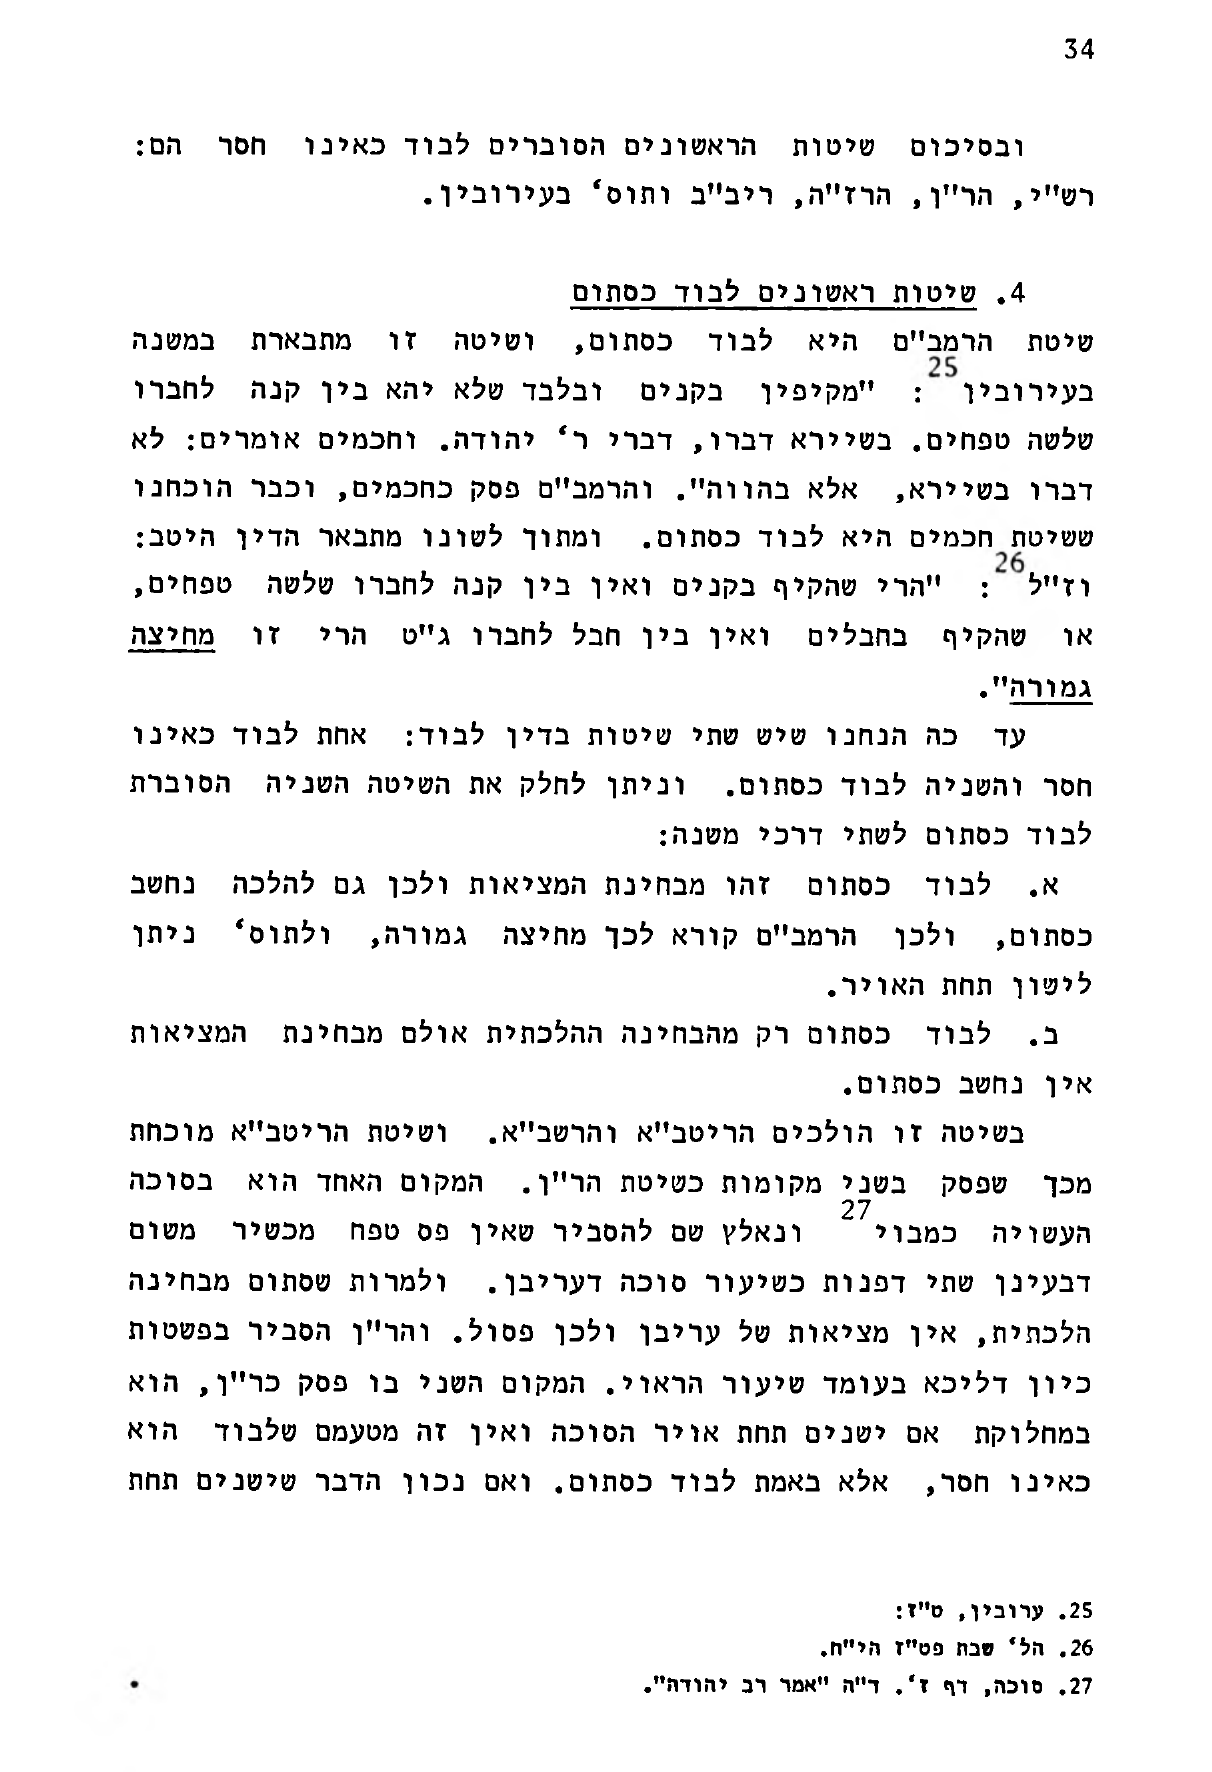 34
ובסיכום שיטות הראשונים הסוברים לבוד כאינו חסר הם:
רש"י, הר"ן, הרז"ה, ריב"ב ותוס' בעירובין.
4. שיטות ראשונים לבוד כסתום
שיטת הרמב"ם היא לבוד כסתום, ושיטה זו מתבארת במשנה
בעירובין25: "מקיפין בקנים ובלבד שלא יהא בין קנה לחברו
שלשה טפחים. בשיירא דברו, דברי ר' יהודה. וחכמים אומרים: לא
דברו בשיירא, אלא בהווה". והרמב"ם פסק כחכמים, וכבר הוכחנו
ששיטת חכמים היא לבוד כסתום. ומתוך לשונו מתבאר הדין היטב:
וז"ל26: "הרי שהקיף בקנים ואין בין קנה לחברו שלשה טפחים,
או שהקיף בחבלים ואין בין חבל לחברו ג"ט הרי זו מחיצה
גמורה".
עד כה הנחנו שיש שתי שיטות בדין לבוד: אחת לבוד כאינו
חסר והשניה לבוד כסתום. וניתן לחלק את השיטה השניה הסוברת
לבוד כסתום לשתי דרכי משנה:
א. לבוד כסתום זהו מבחינת המציאות ולכן גם להלכה נחשב
כסתום, ולכן הרמב"ם קורא לכך מחיצה גמורה, ולתוס' ניתן
לישון תחת האויר.
ב. לבוד כסתום רק מהבחינה ההלכתית אולם מבחינת המציאות
אין נחשב כסתום.
בשיטה זו הולכים הריטב"א והרשב"א. ושיטת הריטב"א מוכחת
מכך שפסק בשני מקומות כשיטת הר"ן. המקום האחד הוא בסוכה
העשויה כמבוי27 ונאלץ שם להסביר שאין פס טפח מכשיר משום
דבעינן שתי דפנות כשיעור סוכה דעריבן. ולמרות שסתום מבחינה
הלכתית, אין מציאות של עריבן ולכן פסול. והר"ן הסביר בפשטות
כיון דליכא בעומד שיעור הראוי. המקום השני בו פסק כר"ן, הוא
במחלוקת אם ישנים תחת אויר הסוכה ואין זה מטעמם שלבוד הוא
כאינו חסר, אלא באמת לבוד כסתום. ואם נכון הדבר שישנים תחת
25. ערובין, ט"ז:
26. הל' שבת פט"ז הי"ח.
27. סוכה, דף ז'. ד"ה "אמר רב יהודה".